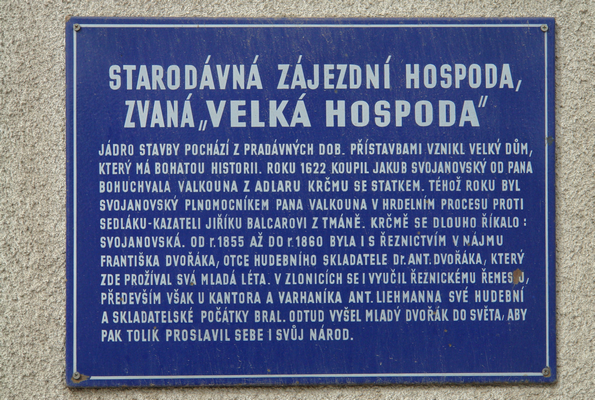 STARODÁVNÁ ZÁJEZDNÍ HOSPODA,
ZVANÁ „VELKÁ HOSPODA"
JÁDRO STAVBY POCHÁZÍ Z PRADÁVNÝCH DOB. PŘÍSTAVBAMI VZNIKL VELKÝ DŮM,
KTERÝ MÁ BOHATOU HISTORII. ROKU 1622 KOUPIL JAKUB SVOJANOVSKÝ OD PANA
BOHUCHVALA VALKOUNA Z ADLARU KRČMU SE STATKEM. TÉHOŽ ROKU BYL
SVOJANOVSKÝ PLNOMOCNÍKEM PANA VALKOUNA V HRDELNÍM PROCESU PROTI
SEDLÁKU-KAZATELI JIŘÍKU BALCAROVI Z TMÁNĚ. KRČMĚ SE DLOUHO ŘÍKALO:
SVOJANOVSKÁ. OD r.1855 AŽ DO r.1860 BYLA I S ŘEZNICTVÍM V NÁJMU
FRANTIŠKA DVOŘÁKA, OTCE HUDEBNÍHO SKLADATELE dr. ANT. DVOŘÁKA, KTERÝ
ZDE PROŽÍVAL SVÁ MLADÁ LÉTA. V ZLONICÍCH SE I VYUČIL ŘEZNICKÉMU ŘEMESLU,
PŘEDEVŠÍM VŠAK U KANTORA A VARHANÍKA ANT. LIEHMANNA SVÉ HUDEBNÍ
A SKLADATELSKÉ POČÁTKY BRAL. ODTUD VYŠEL MLADÝ DVOŘÁK DO SVĚTA, ABY
PAK TOLIK PROSLAVIL SEBE I SVŮJ NÁROD.